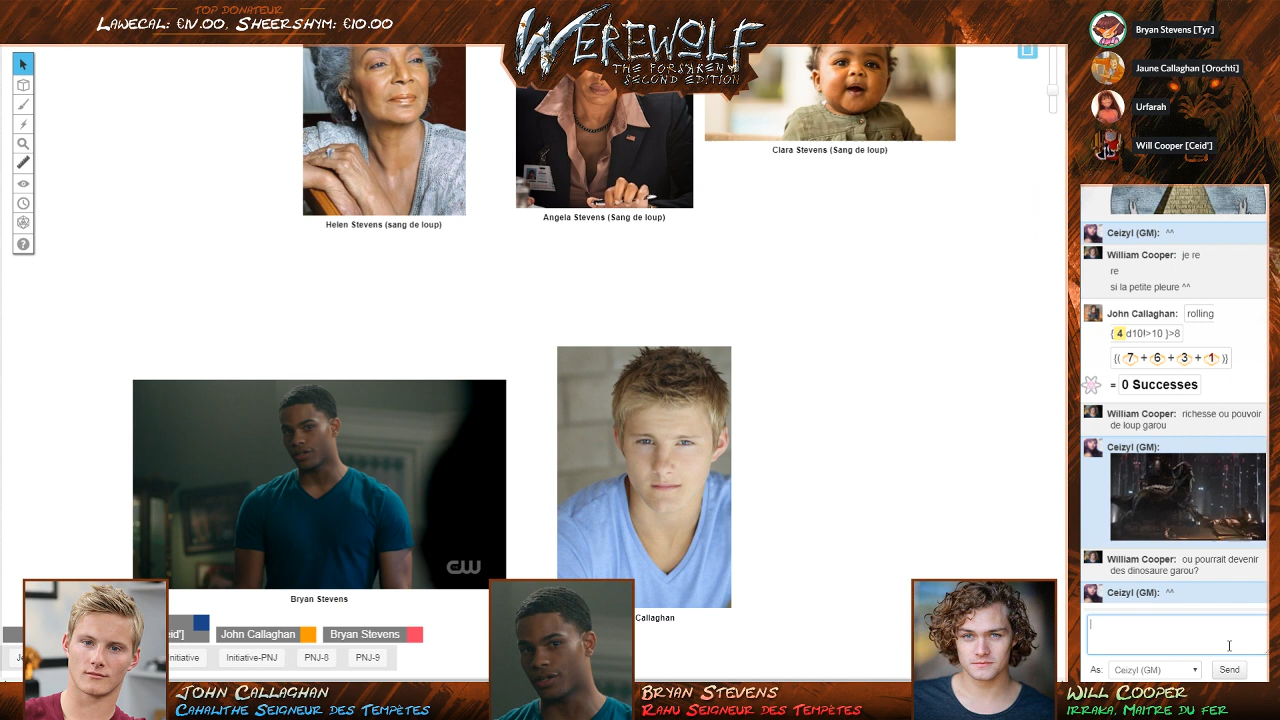 TOP DONATEUR
LAWECAL: €10.00, SHEERSHYM: €10.00
WEREWOLF
THE FORSAKEN
SECOND EDITION
Bryan Stevens [Tyr]
Jaune Callaghan [Orochti]
Urfarah
Will Cooper [Ceid']
Clara Stevens (Sang de loup)
Helen Stevens (sang de loup)
Angela Stevens (Sang de loup)
Ceizyl (GM): ^^
William Cooper: je re
re
si la petite pleure ^^
John Callaghan: rolling
{4d10!>10 }>8
{( 7 + 6 + 3 + 1 )}
= 0 Successes
William Cooper: richesse ou pouvoir
de loup garou
Ceizyl (GM):
William Cooper: ou pourrait devenir
des dinosaure garou?
Ceizyl (GM): ^^
As: Ceizyl (GM) Send
CW
Bryan Stevens
Callaghan
eid'] John Callaghan Bryan Stevens
nitiative Initiative-PNJ PNJ-8 PNJ-9
JOHN CALLAGHAN
CAHALITHE SEIGNEUR DES TEMPÈTES
BRYAN STEVENS
RAHU SEIGNEUR DES TEMPÈTES
WILL COOPER
IRRAKA, MAITRE DU FER